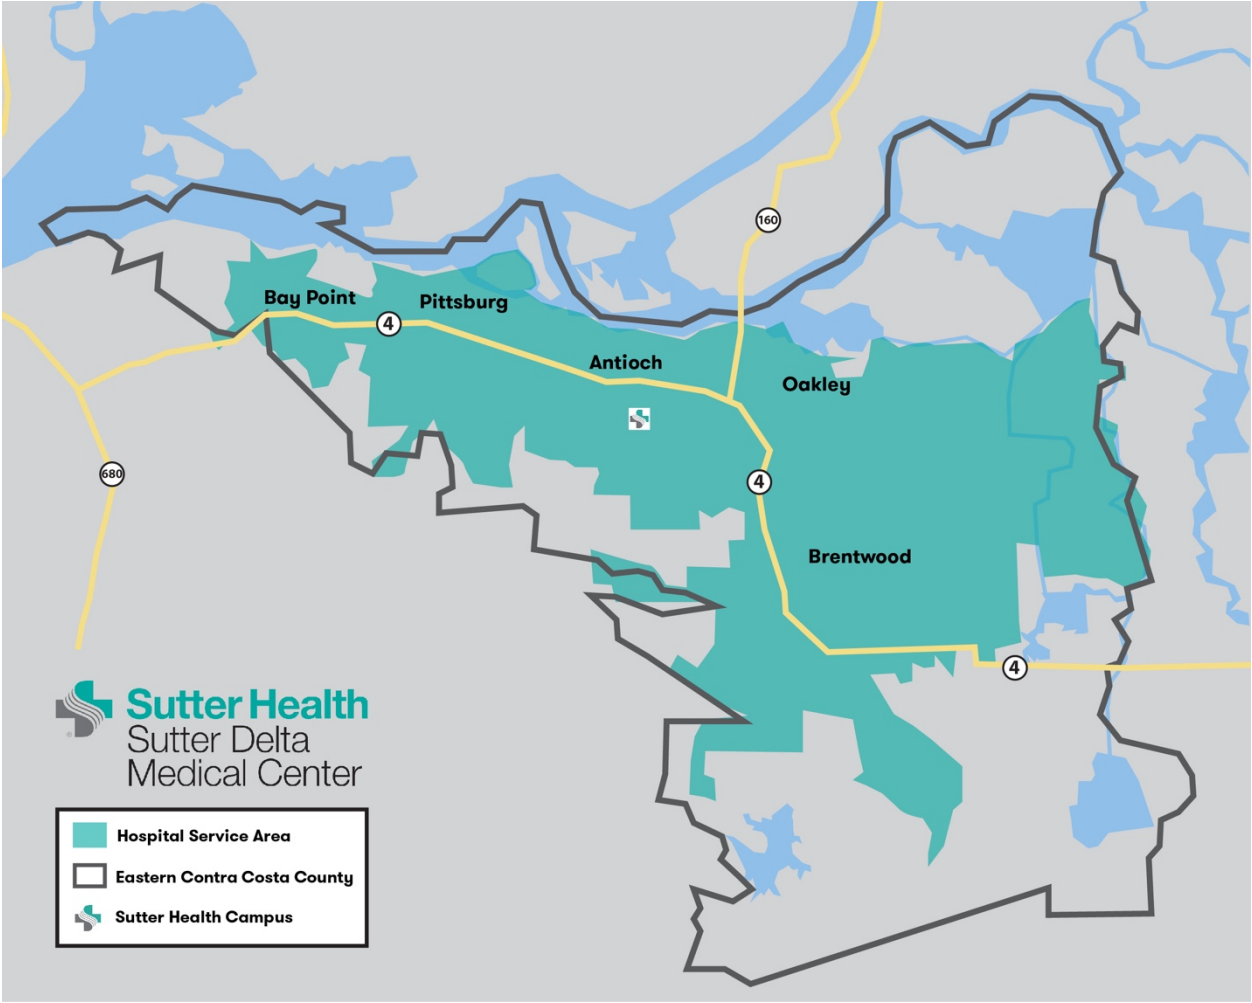 160
Bay Point
Pittsburg
4
Antioch
Oakley
680
4
Brentwood
4
Sutter Health
Sutter Delta
Medical Center
®
Hospital Service Area
Eastern Contra Costa County
Sutter Health Campus